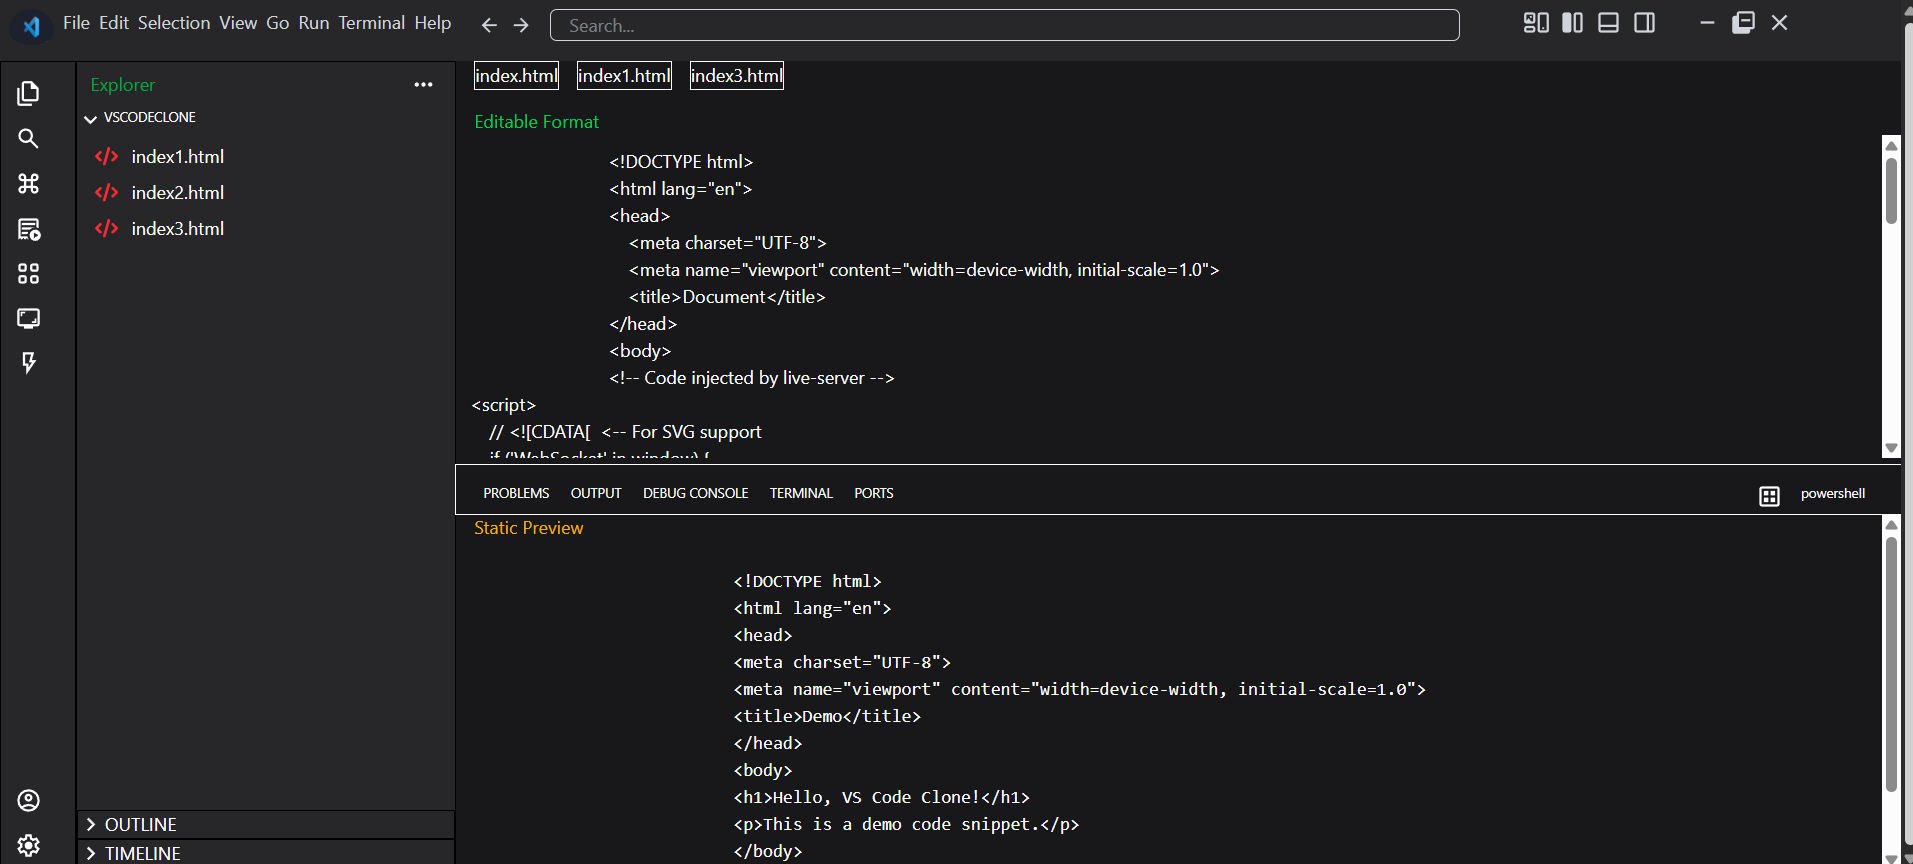 File Edit Selection View Go Run Terminal Help
Search...
Explorer
VSCODECLONE
index1.html
index2.html
index3.html
OUTLINE
TIMELINE
index.html index1.html index3.html
Editable Format
<!DOCTYPE html>
<html lang="en">
<head>
<meta charset="UTF-8">
<meta name="viewport" content="width=device-width, initial-scale=1.0">
<title>Document</title>
</head>
<body>
<!-- Code injected by live-server -->
<script>
// <![CDATA[  <-- For SVG support
if ('WebSocket' in window) {
PROBLEMS OUTPUT DEBUG CONSOLE TERMINAL PORTS powershell
Static Preview
<!DOCTYPE html>
<html lang="en">
<head>
<meta charset="UTF-8">
<meta name="viewport" content="width=device-width, initial-scale=1.0">
<title>Demo</title>
</head>
<body>
<h1>Hello, VS Code Clone!</h1>
<p>This is a demo code snippet.</p>
</body>